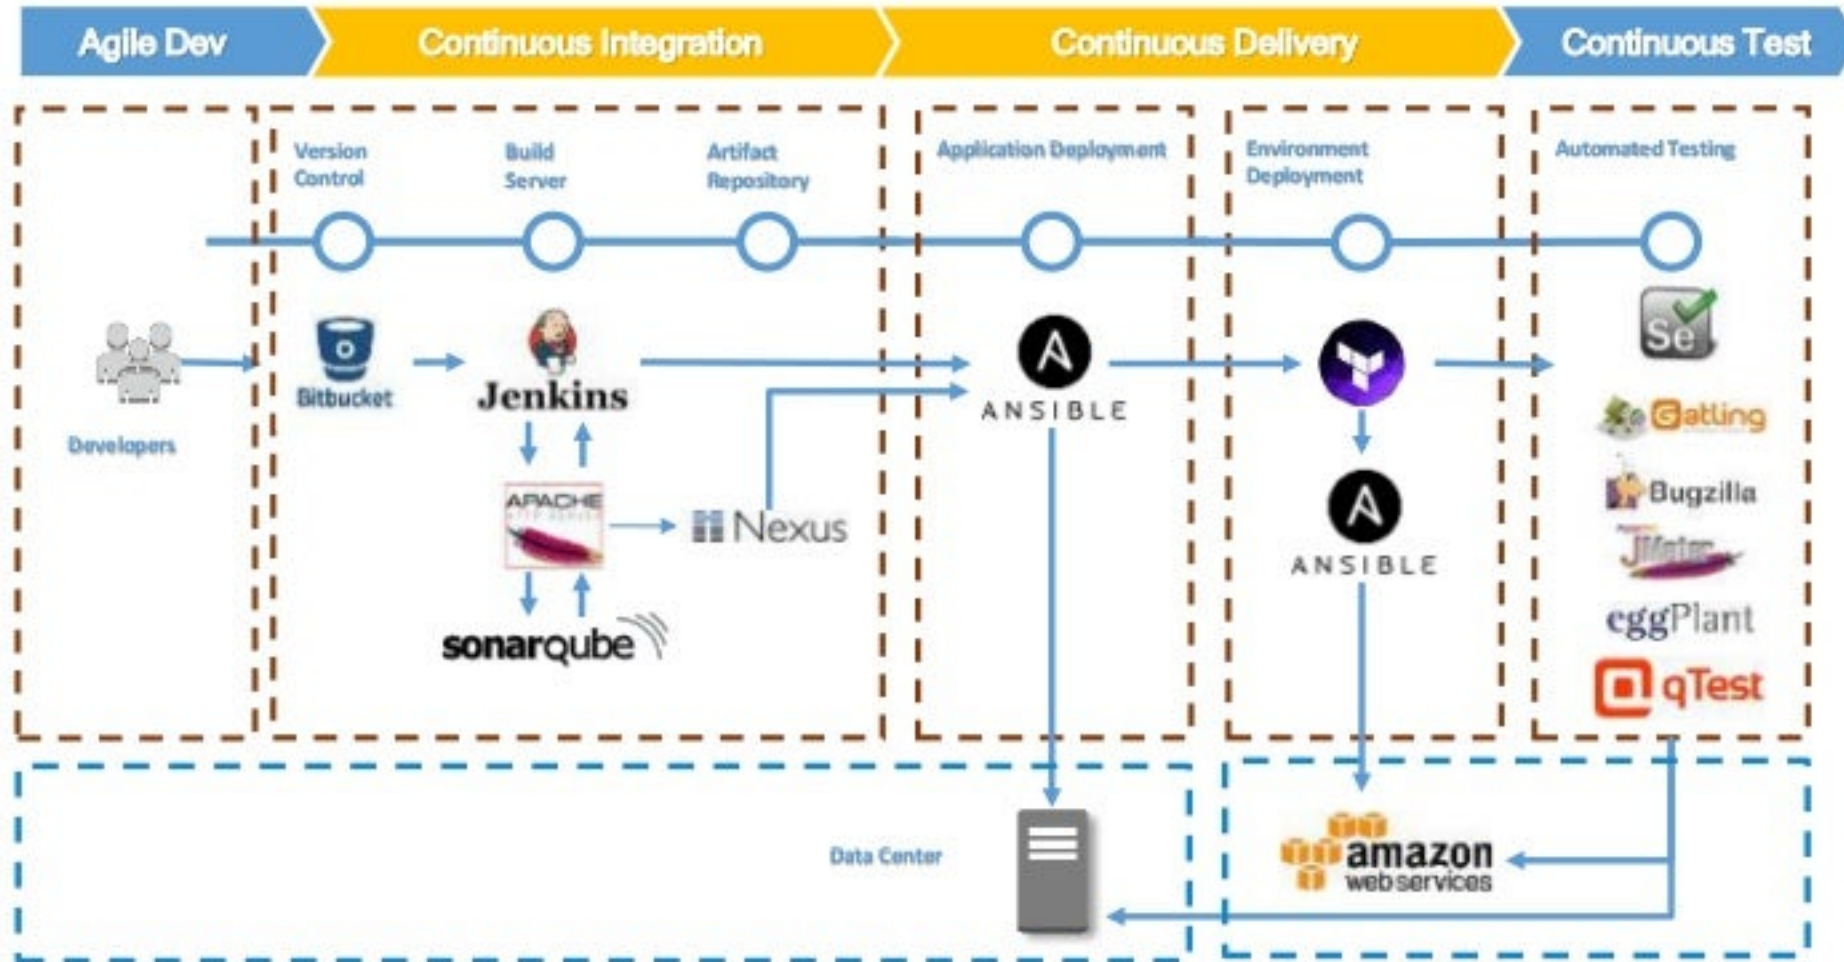 Agile Dev
Continuous Integration
Continuous Delivery
Continuous Test
Version
Control
Build
Server
Artifact
Repository
Application Deployment
Environment
Deployment
Automated Testing
Developers
Bitbucket
Jenkins
APACHE
sonarqube
Nexus
A
ANSIBLE
A
ANSIBLE
Se
Gatling
Bugzilla
JMeter
eggPlant
qTest
Data Center
amazon
web services